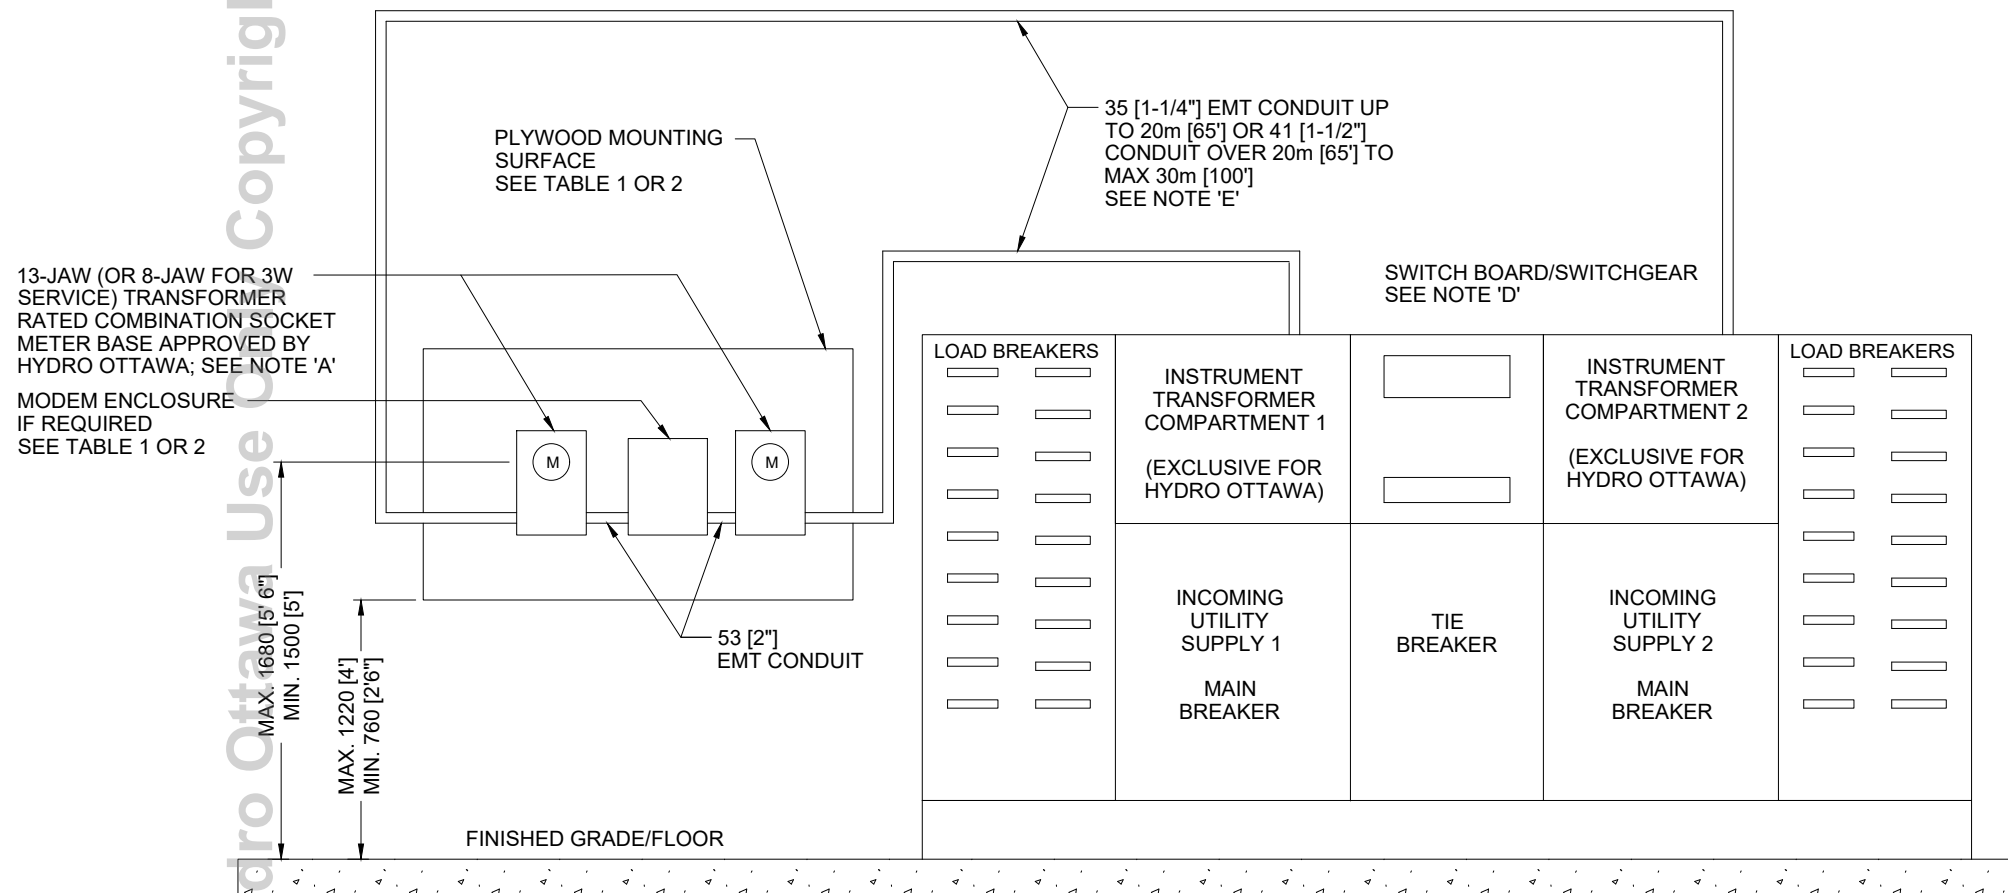 dro Ottawa Use Only Copyrigh
35 [1-1/4"] EMT CONDUIT UP
TO 20m [65'] OR 41 [1-1/2"]
CONDUIT OVER 20m [65'] TO
MAX 30m [100']
SEE NOTE 'E'
PLYWOOD MOUNTING
SURFACE
SEE TABLE 1 OR 2
13-JAW (OR 8-JAW FOR 3W
SERVICE) TRANSFORMER
RATED COMBINATION SOCKET
METER BASE APPROVED BY
HYDRO OTTAWA; SEE NOTE 'A'
MODEM ENCLOSURE
IF REQUIRED
SEE TABLE 1 OR 2
SWITCH BOARD/SWITCHGEAR
SEE NOTE 'D'
LOAD BREAKERS
INSTRUMENT
TRANSFORMER
COMPARTMENT 1
(EXCLUSIVE FOR
HYDRO OTTAWA)
INSTRUMENT
TRANSFORMER
COMPARTMENT 2
(EXCLUSIVE FOR
HYDRO OTTAWA)
LOAD BREAKERS
M
M
INCOMING
UTILITY
SUPPLY 1
MAIN
BREAKER
TIE
BREAKER
INCOMING
UTILITY
SUPPLY 2
MAIN
BREAKER
53 [2"]
EMT CONDUIT
MAX. 1680 [5' 6"]
MIN. 1500 [5']
MAX. 1220 [4']
MIN. 760 [2'6"]
FINISHED GRADE/FLOOR